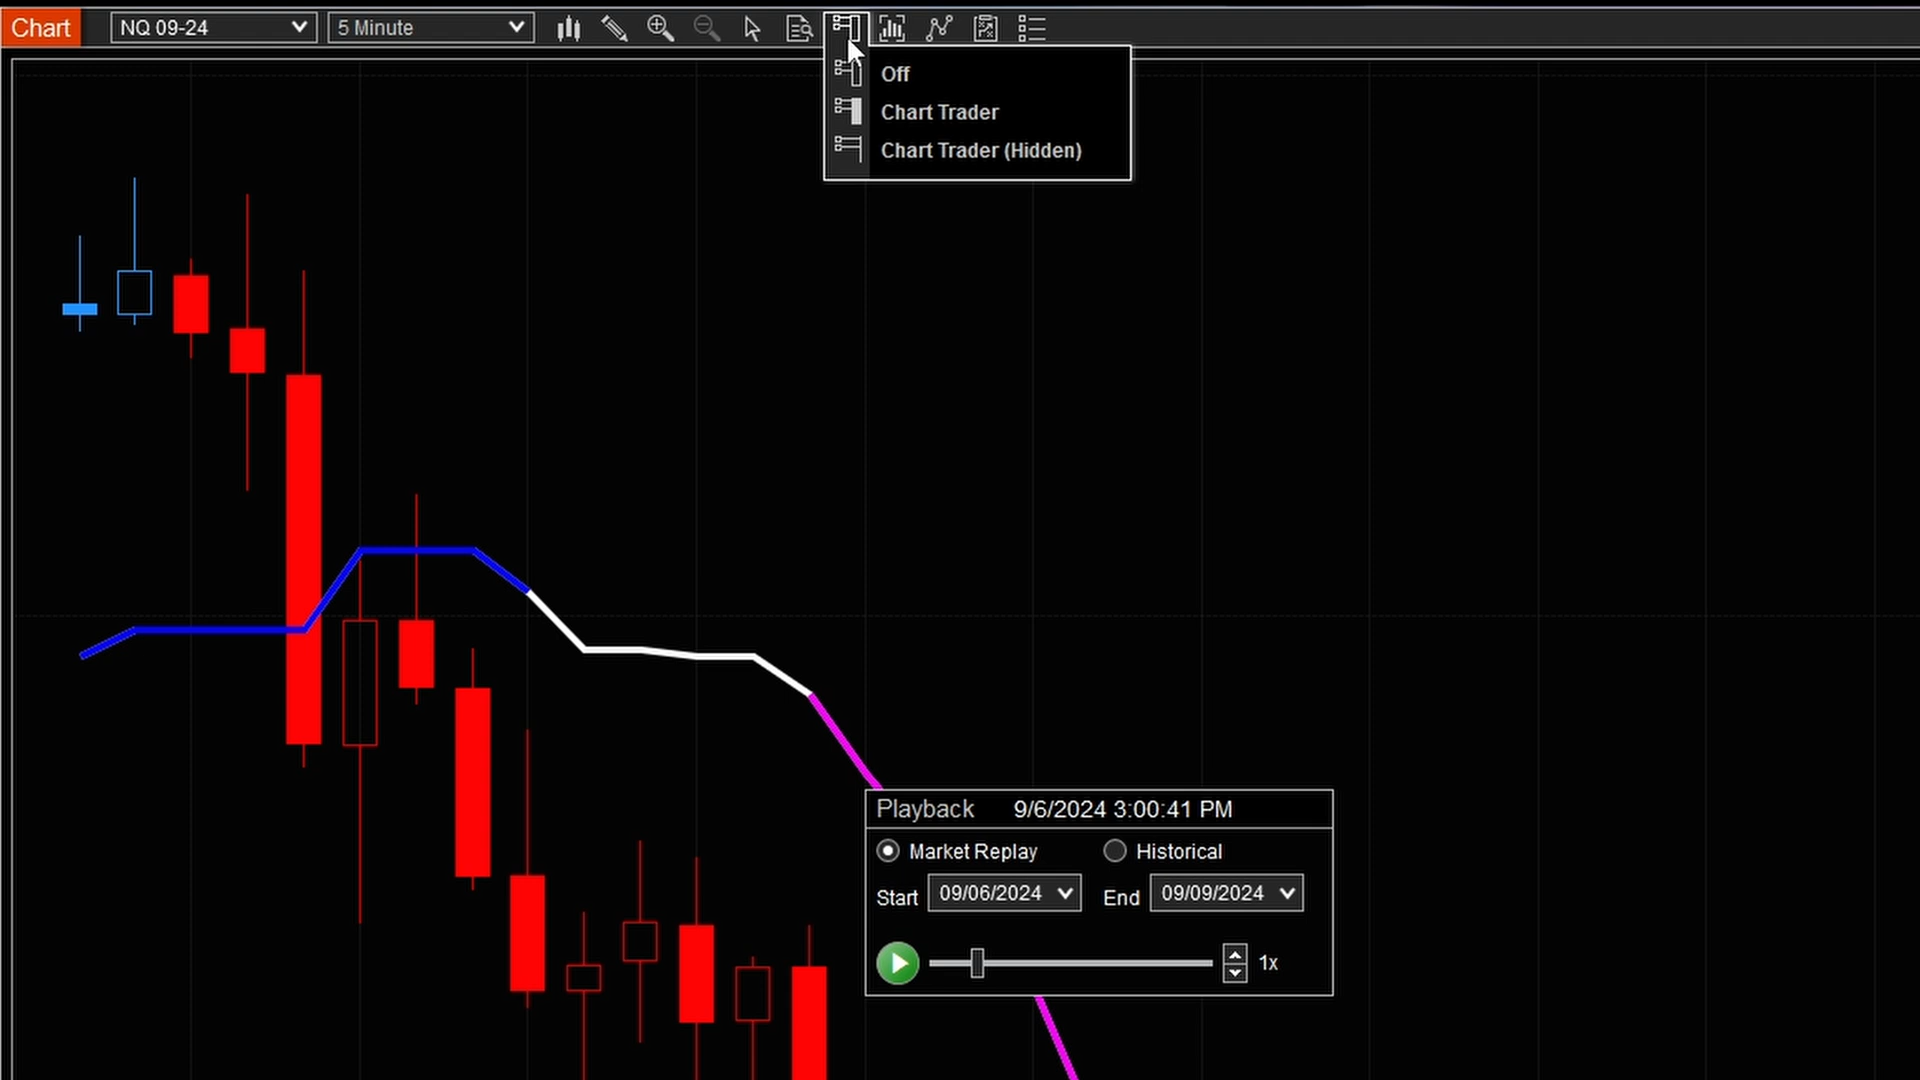 Chart NQ 09-24 5 Minute
Off
Chart Trader
Chart Trader (Hidden)
Playback 9/6/2024 3:00:41 PM
Market Replay Historical
Start 09/06/2024 End 09/09/2024
1x